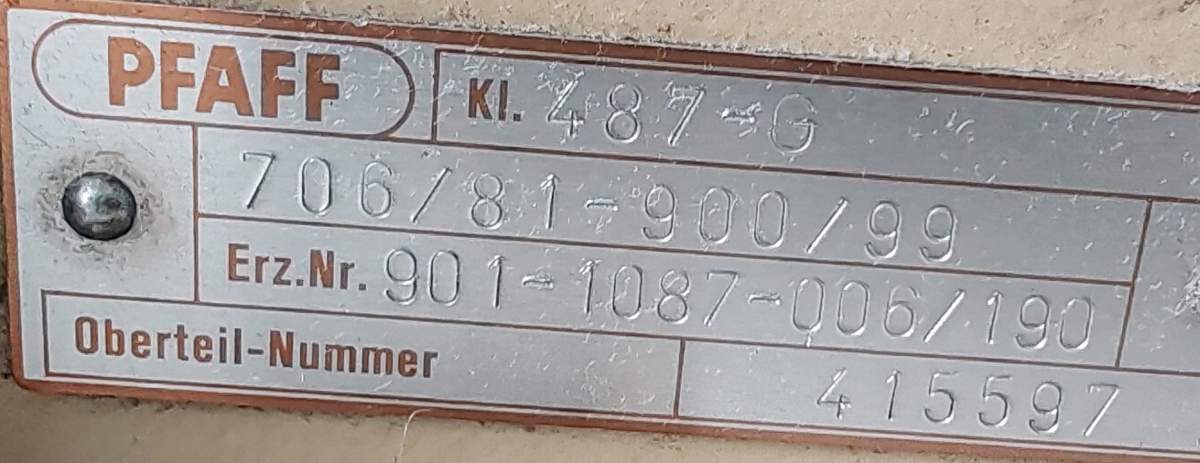 PFAFF Kl. 487-G
706/81-900/99
Erz.Nr. 901-1087-006/190
Oberteil-Nummer 415597